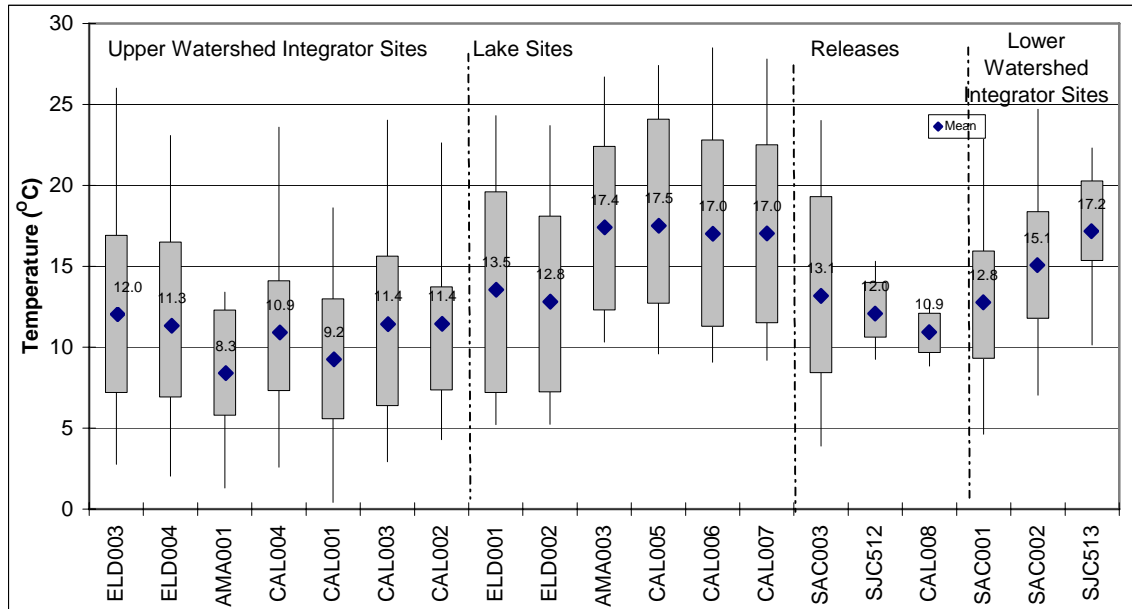 30
25
20
15
10
5
0
Temperature (°C)
Upper Watershed Integrator Sites
Lake Sites
Releases
Lower
Watershed
Integrator Sites
Mean
12.0
11.3
8.3
10.9
9.2
11.4
11.4
13.5
12.8
17.4
17.5
17.0
17.0
13.1
12.0
10.9
12.8
15.1
17.2
ELD003
ELD004
AMA001
CAL004
CAL001
CAL003
CAL002
ELD001
ELD002
AMA003
CAL005
CAL006
CAL007
SAC003
SJC512
CAL008
SAC001
SAC002
SJC513